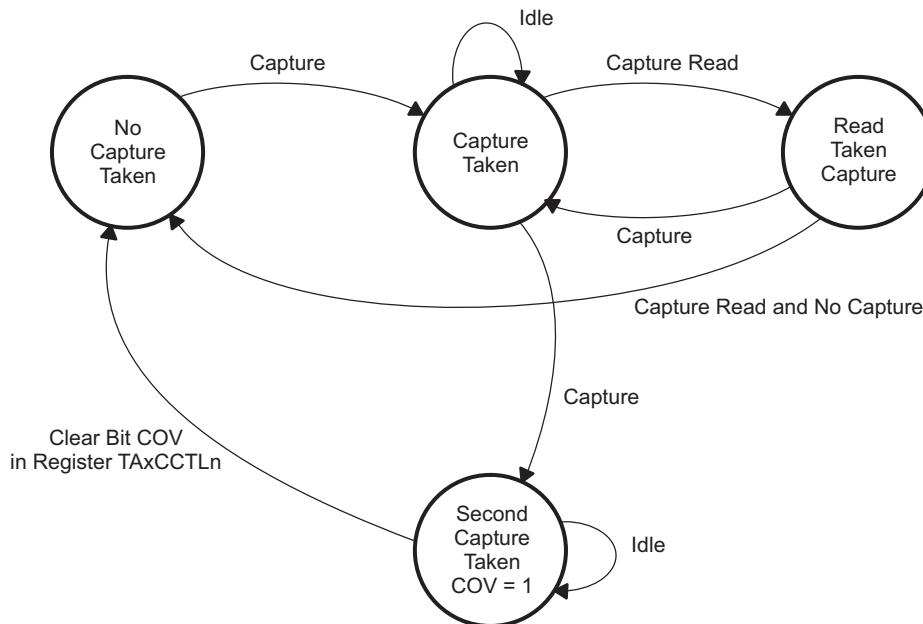 Idle
Capture
Capture Read
No
Capture
Taken
Capture
Taken
Read
Taken
Capture
Capture
Capture Read and No Capture
Capture
Clear Bit COV
in Register TAxCCTLn
Second
Capture
Taken
COV = 1
Idle